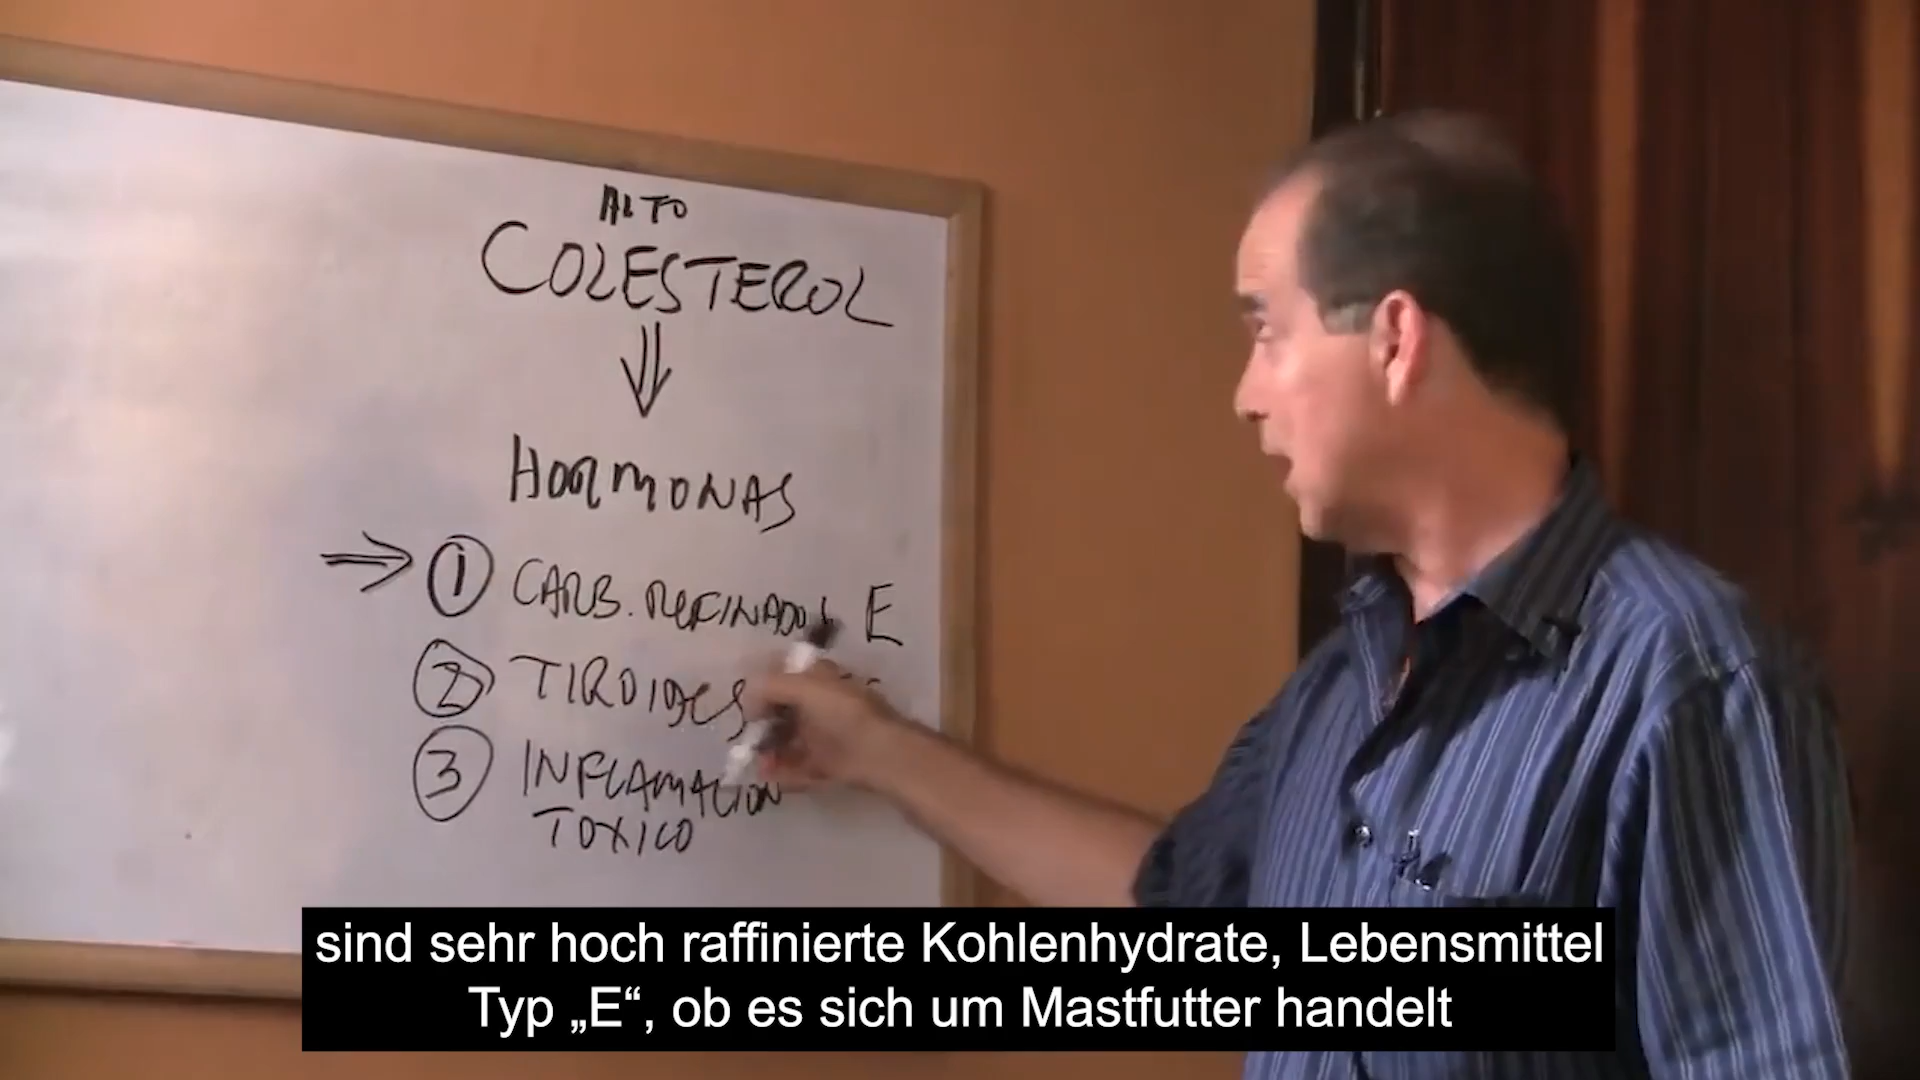 ALTO
COLESTEROL
HORMONAS
① CARB. REFINADOS E
② TIROIDES
③ INFLAMACION
TOXICO
sind sehr hoch raffinierte Kohlenhydrate, Lebensmittel
Typ „E“, ob es sich um Mastfutter handelt